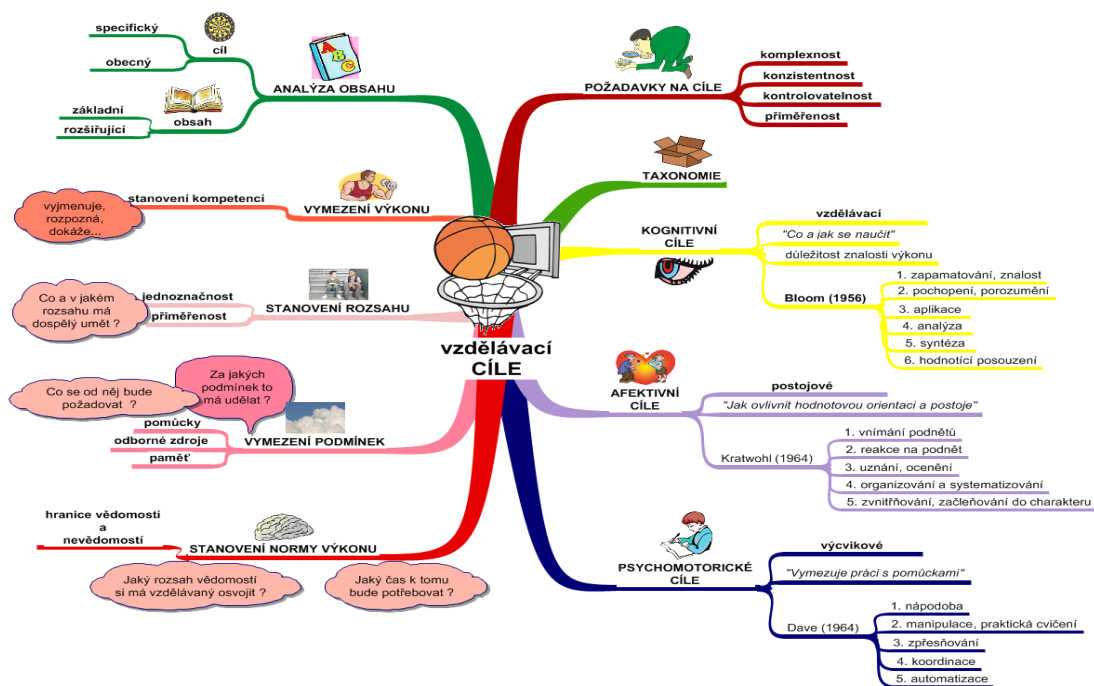 vzdělávací
CÍLE
ANALÝZA OBSAHU
cíl
specifický
obecný
obsah
základní
rozšiřující
VYMEZENÍ VÝKONU
stanovení kompetencí
vyjmenuje,
rozpozná,
dokáže...
STANOVENÍ ROZSAHU
jednoznačnost
přiměřenost
Co a v jakém
rozsahu má
dospělý umět ?
VYMEZENÍ PODMÍNEK
Za jakých
podmínek to
má udělat ?
Co se od něj bude
požadovat ?
pomůcky
odborné zdroje
paměť
STANOVENÍ NORMY VÝKONU
hranice vědomostí
a
nevědomostí
Jaký rozsah vědomostí
si má vzdělávaný osvojit ?
Jaký čas k tomu
bude potřebovat ?
POŽADAVKY NA CÍLE
komplexnost
konzistentnost
kontrolovatelnost
přiměřenost
TAXONOMIE
KOGNITIVNÍ
CÍLE
vzdělávací
"Co a jak se naučit"
důležitost znalosti výkonu
Bloom (1956)
1. zapamatování, znalost
2. pochopení, porozumění
3. aplikace
4. analýza
5. syntéza
6. hodnotící posouzení
AFEKTIVNÍ
CÍLE
postojové
"Jak ovlivnit hodnotovou orientaci a postoje"
Kratwohl (1964)
1. vnímání podnětů
2. reakce na podnět
3. uznání, ocenění
4. organizování a systematizování
5. zvnitřňování, začleňování do charakteru
PSYCHOMOTORICKÉ
CÍLE
výcvikové
"Vymezuje práci s pomůckami"
Dave (1964)
1. nápodoba
2. manipulace, praktická cvičení
3. zpřesňování
4. koordinace
5. automatizace
A
B
C